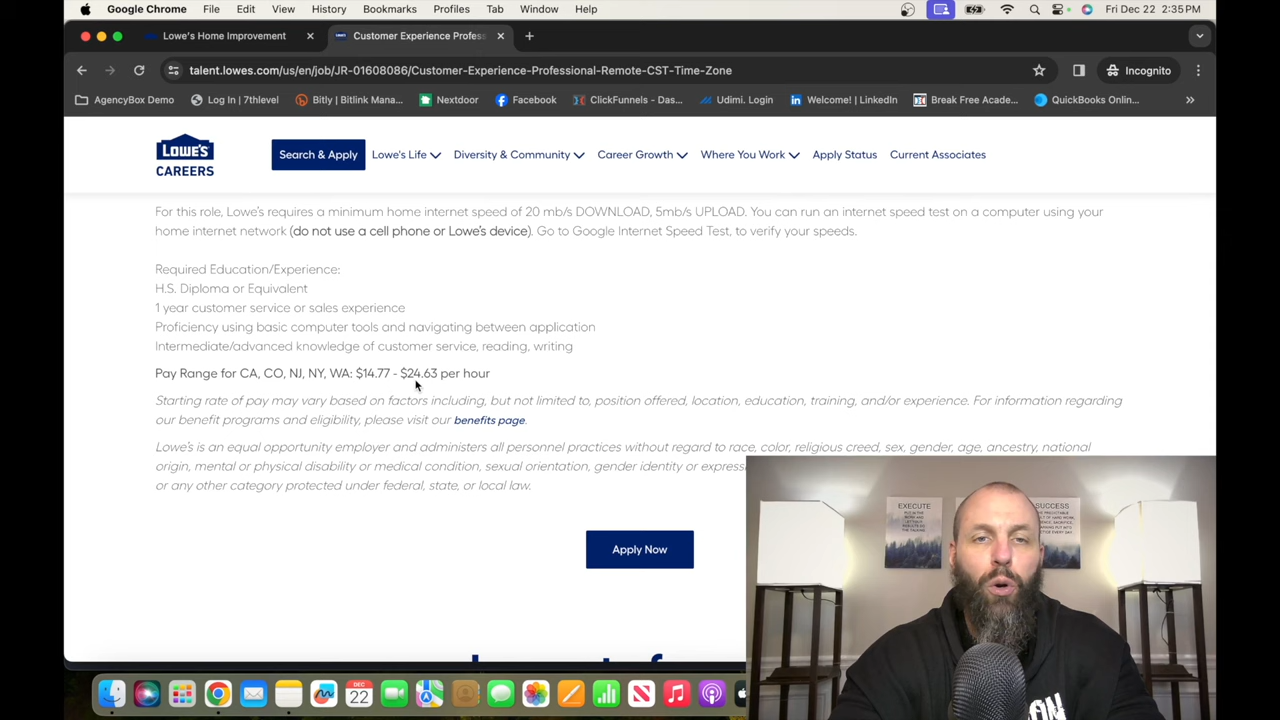 Google Chrome File Edit View History Bookmarks Profiles Tab Window Help Fri Dec 22 2:35 PM
Lowe's Home Improvement Customer Experience Profess
talent.lowes.com/us/en/job/JR-01608086/Customer-Experience-Professional-Remote-CST-Time-Zone Incognito
AgencyBox Demo Log In | 7thlevel Bitly | Bitlink Mana... Nextdoor Facebook ClickFunnels - Das... Udimi. Login Welcome! | LinkedIn Break Free Acade... QuickBooks Onlin...
LOWE'S
CAREERS
Search & Apply Lowe's Life Diversity & Community Career Growth Where You Work Apply Status Current Associates
For this role, Lowe's requires a minimum home internet speed of 20 mb/s DOWNLOAD, 5mb/s UPLOAD. You can run an internet speed test on a computer using your
home internet network (do not use a cell phone or Lowe's device). Go to Google Internet Speed Test, to verify your speeds.
Required Education/Experience:
H.S. Diploma or Equivalent
1 year customer service or sales experience
Proficiency using basic computer tools and navigating between application
Intermediate/advanced knowledge of customer service, reading, writing
Pay Range for CA, CO, NJ, NY, WA: $14.77 - $24.63 per hour
Starting rate of pay may vary based on factors including, but not limited to, position offered, location, education, training, and/or experience. For information regarding
our benefit programs and eligibility, please visit our benefits page.
Lowe's is an equal opportunity employer and administers all personnel practices without regard to race, color, religious creed, sex, gender, age, ancestry, national
origin, mental or physical disability or medical condition, sexual orientation, gender identity or express
or any other category protected under federal, state, or local law.
Apply Now
EXECUTE
SUCCESS
DEC
22